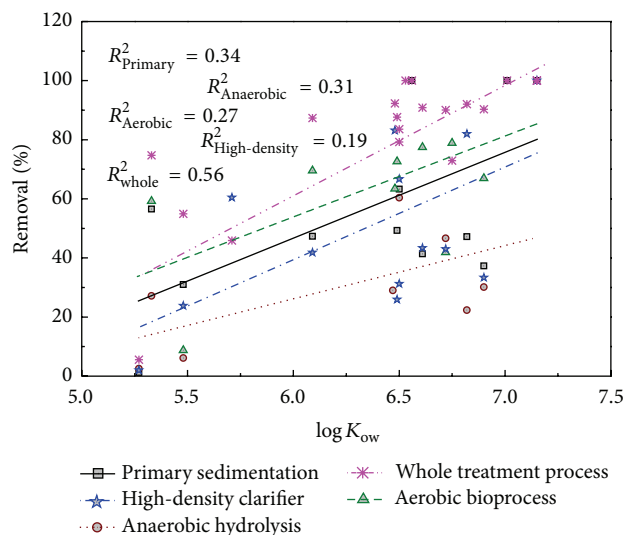 R²Primary = 0.34
R²Anaerobic = 0.31
R²Aerobic = 0.27
R²High-density = 0.19
R²whole = 0.56
120
100
80
60
40
20
0
Removal (%)
5.0 5.5 6.0 6.5 7.0 7.5
log Kow
Primary sedimentation
Whole treatment process
High-density clarifier
Aerobic bioprocess
Anaerobic hydrolysis